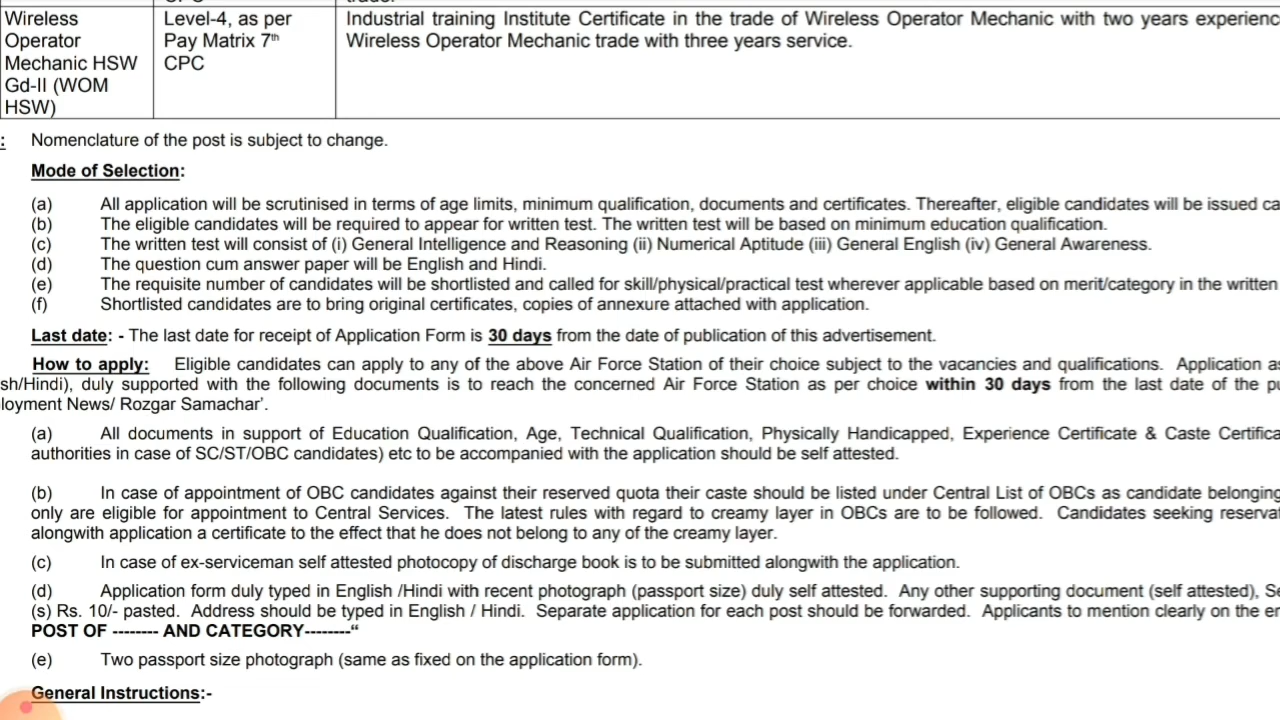 Wireless Operator Mechanic HSW Gd-II (WOM HSW)
Level-4, as per Pay Matrix 7th CPC
Industrial training Institute Certificate in the trade of Wireless Operator Mechanic with two years
Wireless Operator Mechanic trade with three years service.
: Nomenclature of the post is subject to change.
Mode of Selection:
(a) All application will be scrutinised in terms of age limits, minimum qualification, documents and certificates. Thereafter, eligible candidates will be issued
(b) The eligible candidates will be required to appear for written test. The written test will be based on minimum education qualification.
(c) The written test will consist of (i) General Intelligence and Reasoning (ii) Numerical Aptitude (iii) General English (iv) General Awareness.
(d) The question cum answer paper will be English and Hindi.
(e) The requisite number of candidates will be shortlisted and called for skill/physical/practical test wherever applicable based on merit/category in the written
(f) Shortlisted candidates are to bring original certificates, copies of annexure attached with application.
Last date: - The last date for receipt of Application Form is 30 days from the date of publication of this advertisement.
How to apply: Eligible candidates can apply to any of the above Air Force Station of their choice subject to the vacancies and qualifications. Application
sh/Hindi), duly supported with the following documents is to reach the concerned Air Force Station as per choice within 30 days from the last date of the
loyment News/ Rozgar Samachar'.
(a) All documents in support of Education Qualification, Age, Technical Qualification, Physically Handicapped, Experience Certificate & Caste
authorities in case of SC/ST/OBC candidates) etc to be accompanied with the application should be self attested.
(b) In case of appointment of OBC candidates against their reserved quota their caste should be listed under Central List of OBCs as candidate belonging
only are eligible for appointment to Central Services. The latest rules with regard to creamy layer in OBCs are to be followed. Candidates seeking
alongwith application a certificate to the effect that he does not belong to any of the creamy layer.
(c) In case of ex-serviceman self attested photocopy of discharge book is to be submitted alongwith the application.
(d) Application form duly typed in English /Hindi with recent photograph (passport size) duly self attested. Any other supporting document (self attested),
(s) Rs. 10/- pasted. Address should be typed in English / Hindi. Separate application for each post should be forwarded. Applicants to mention clearly on the
POST OF -------- AND CATEGORY--------“
(e) Two passport size photograph (same as fixed on the application form).
General Instructions:-